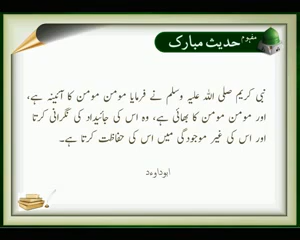 مفہوم حدیث مبارک
نبی کریم صلی اللہ علیہ وسلم نے فرمایا مومن مومن کا آئینہ ہے،
اور مومن مومن کا بھائی ہے، وہ اس کی جائیداد کی نگرانی کرتا
اور اس کی غیر موجودگی میں اس کی حفاظت کرتا ہے۔
ابوداوءد